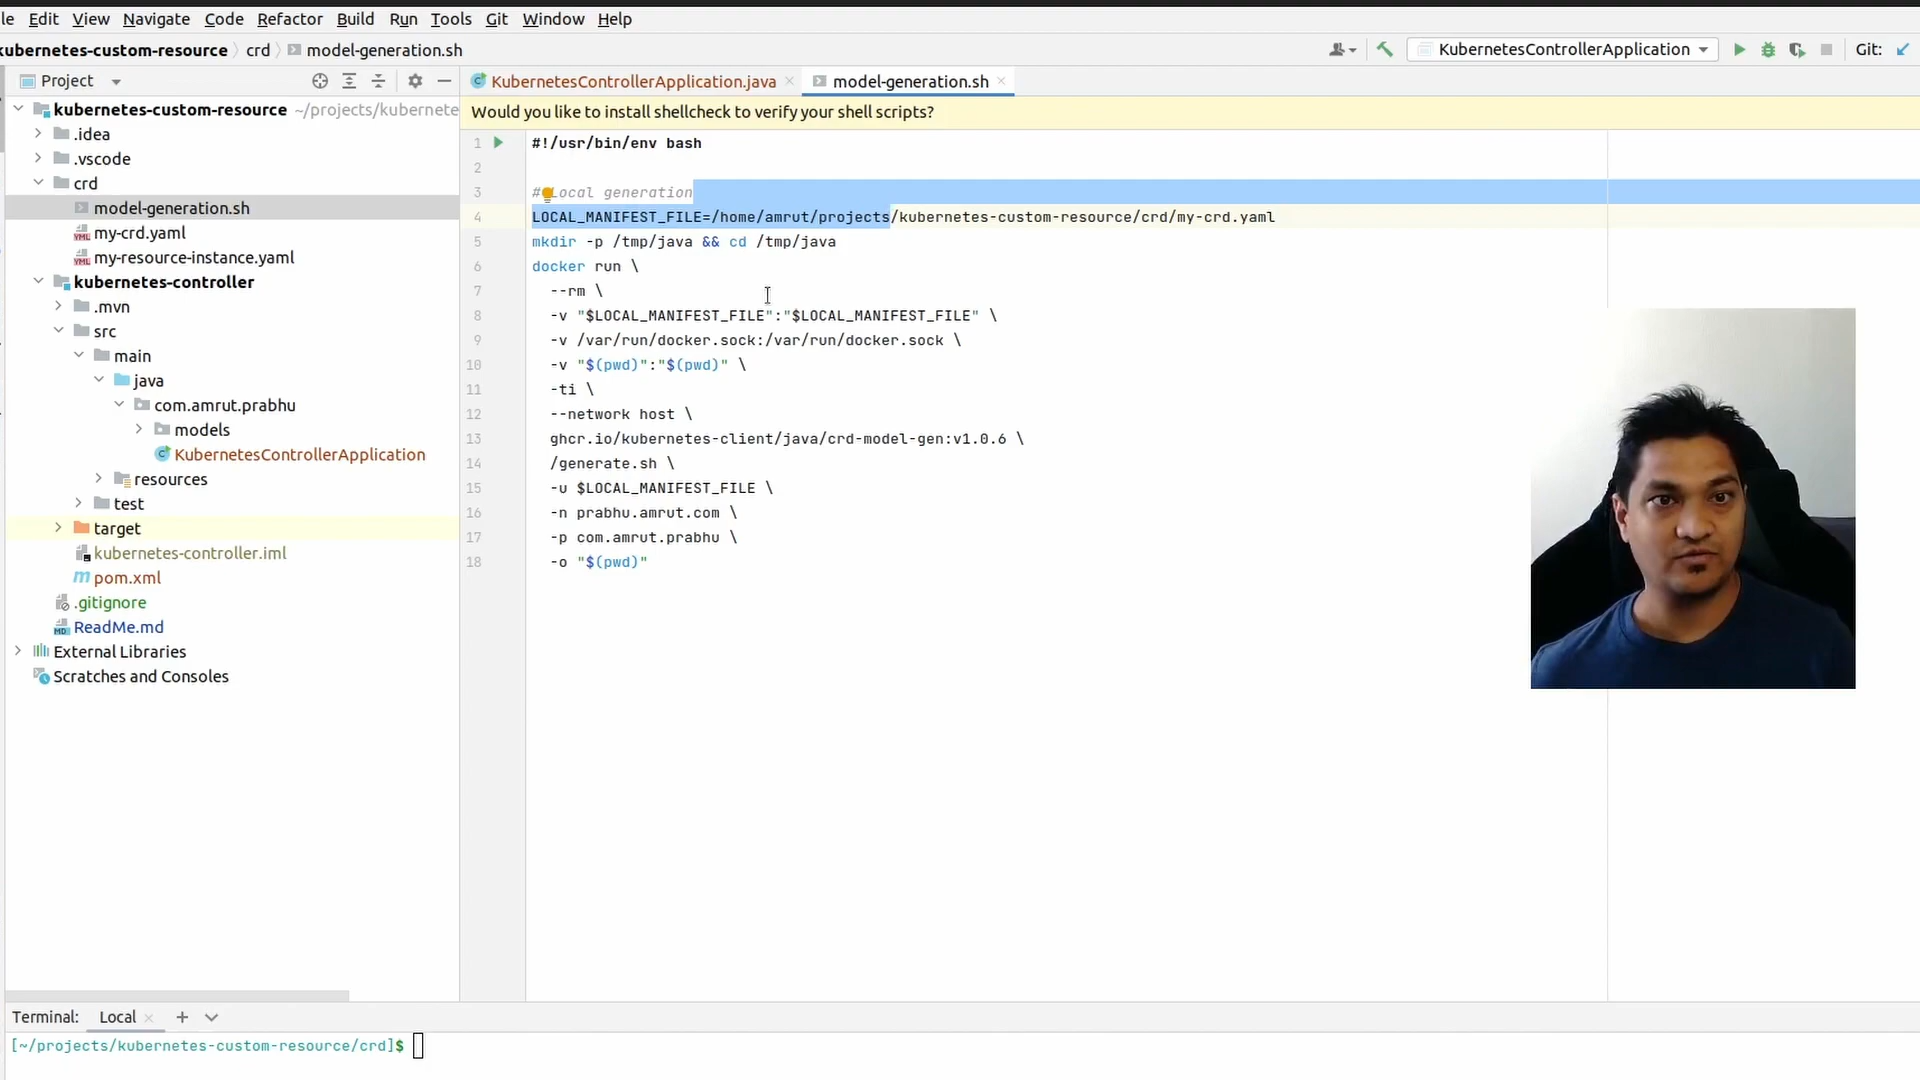 le Edit View Navigate Code Refactor Build Run Tools Git Window Help
kubernetes-custom-resource crd model-generation.sh
KubernetesControllerApplication Git:
Project
KubernetesControllerApplication.java model-generation.sh
kubernetes-custom-resource ~/projects/kubernete
Would you like to install shellcheck to verify your shell scripts?
.idea
.vscode
crd
model-generation.sh
my-crd.yaml
my-resource-instance.yaml
kubernetes-controller
.mvn
src
main
java
com.amrut.prabhu
models
KubernetesControllerApplication
resources
test
target
kubernetes-controller.iml
pom.xml
.gitignore
ReadMe.md
External Libraries
Scratches and Consoles
1 #!/usr/bin/env bash
2
3 # Local generation
4 LOCAL_MANIFEST_FILE=/home/amrut/projects/kubernetes-custom-resource/crd/my-crd.yaml
5 mkdir -p /tmp/java && cd /tmp/java
6 docker run \
7 --rm \
8 -v "$LOCAL_MANIFEST_FILE":"$LOCAL_MANIFEST_FILE" \
9 -v /var/run/docker.sock:/var/run/docker.sock \
10 -v "$(pwd)":"$(pwd)" \
11 -ti \
12 --network host \
13 ghcr.io/kubernetes-client/java/crd-model-gen:v1.0.6 \
14 /generate.sh \
15 -u $LOCAL_MANIFEST_FILE \
16 -n prabhu.amrut.com \
17 -p com.amrut.prabhu \
18 -o "$(pwd)"
Terminal: Local
[~/projects/kubernetes-custom-resource/crd]$